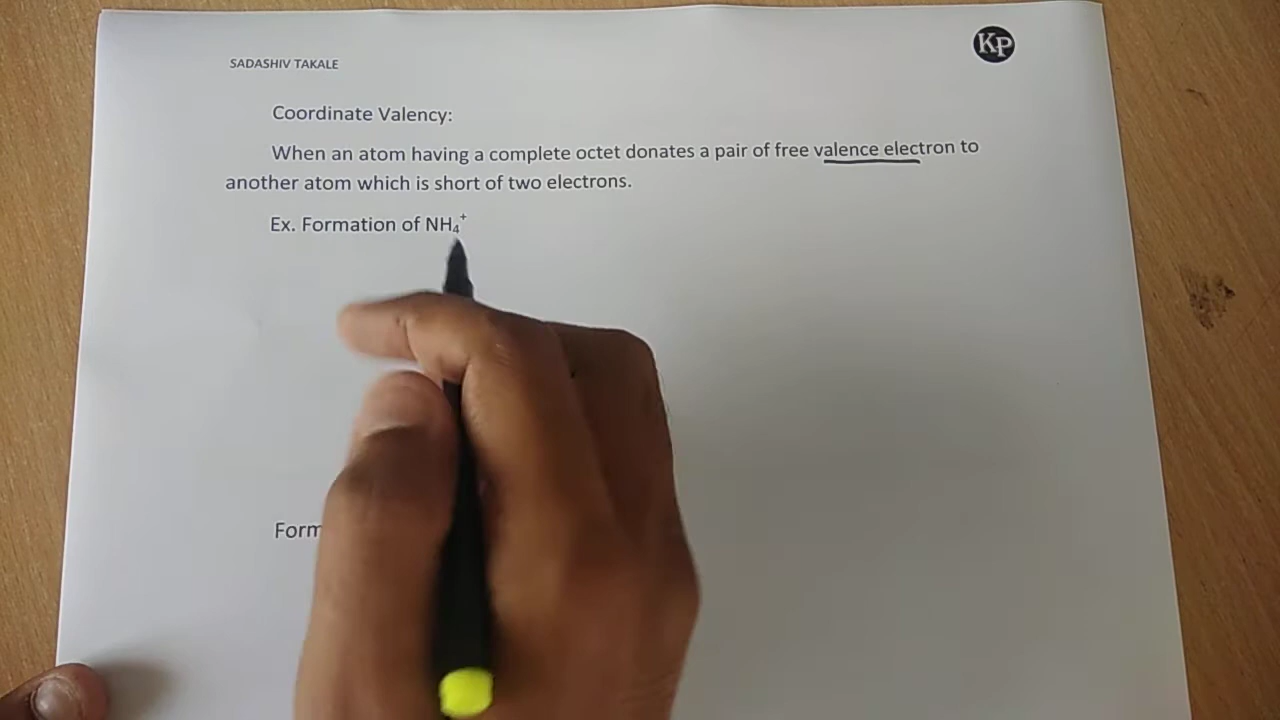 KP
SADASHIV TAKALE
Coordinate Valency:
When an atom having a complete octet donates a pair of free valence electron to
another atom which is short of two electrons.
Ex. Formation of NH₄⁺
Form